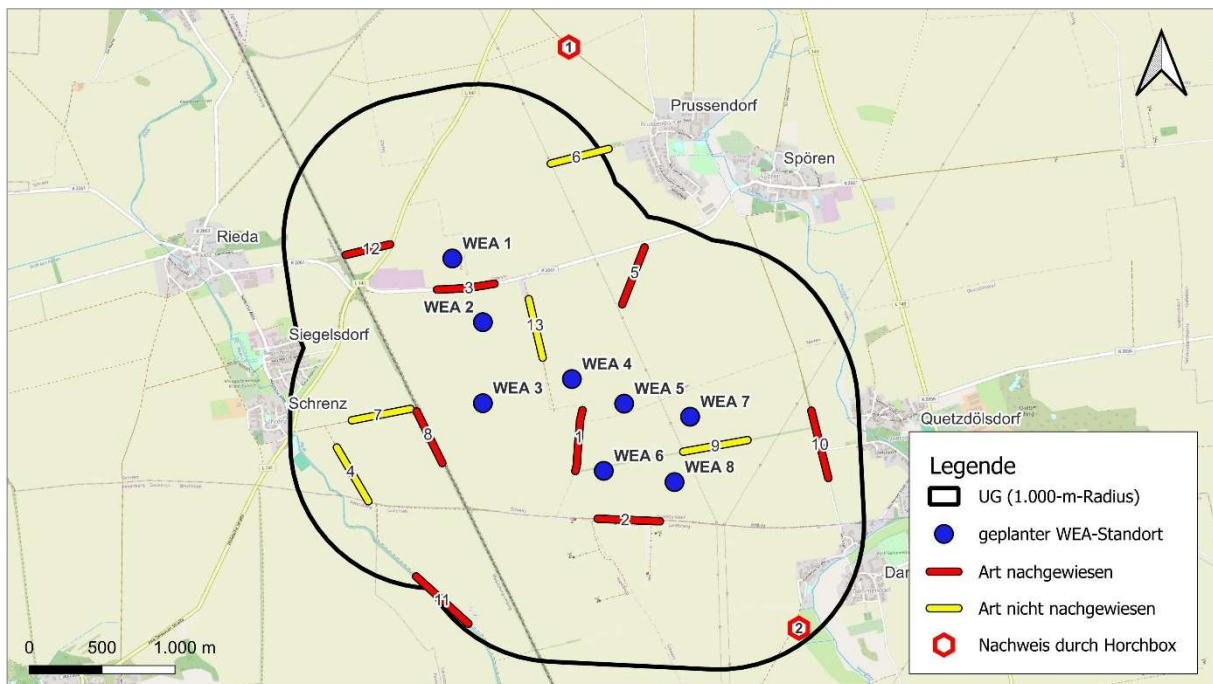 1
Prussendorf
Spören
6
Rieda
12
WEA 1
5
3
WEA 2
13
Siegelsdorf
WEA 4
WEA 3
WEA 5
Schrenz
7
WEA 7
8
1
10
Quetzdölsdorf
9
WEA 6
4
WEA 8
2
11
Dar
2
Legende
UG (1.000-m-Radius)
geplanter WEA-Standort
Art nachgewiesen
Art nicht nachgewiesen
Nachweis durch Horchbox
0 500 1.000 m